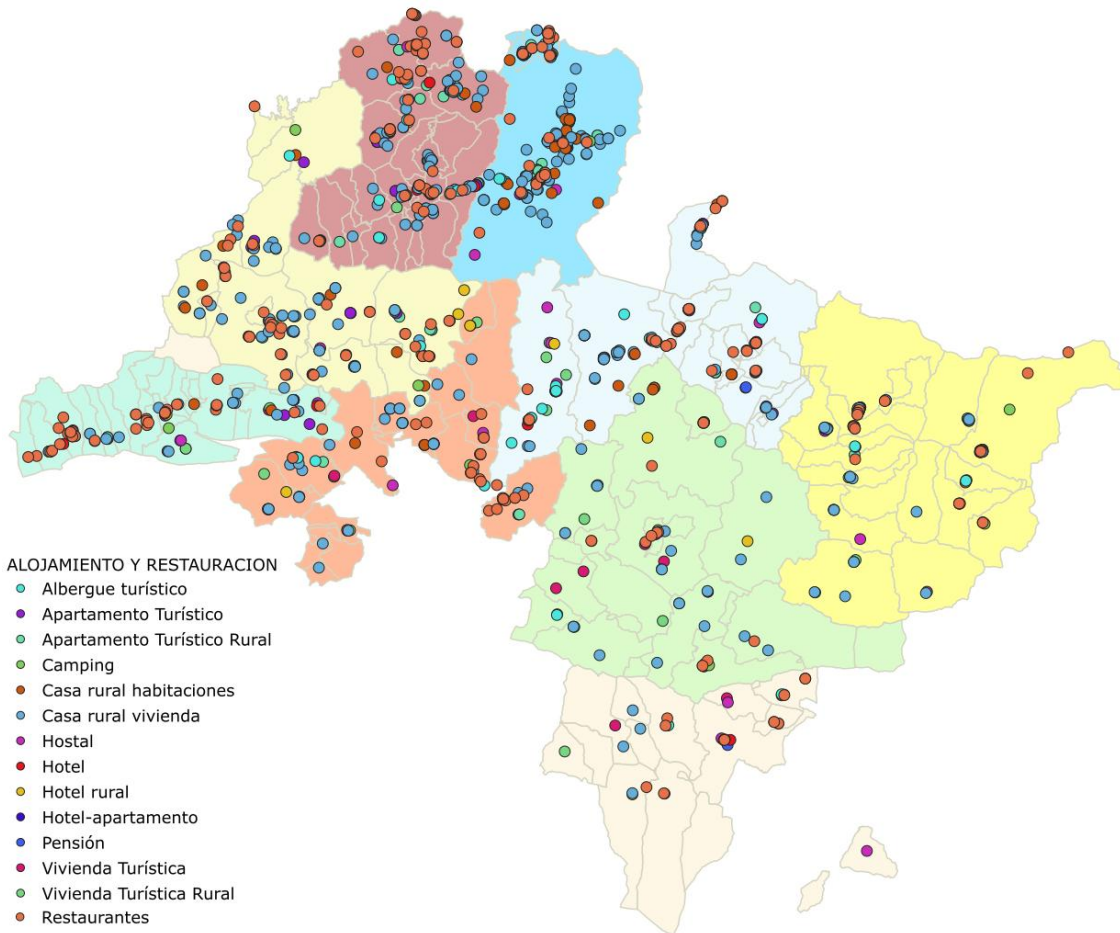 ALOJAMIENTO Y RESTAURACION
Albergue turístico
Apartamento Turístico
Apartamento Turístico Rural
Camping
Casa rural habitaciones
Casa rural vivienda
Hostal
Hotel
Hotel rural
Hotel-apartamento
Pensión
Vivienda Turística
Vivienda Turística Rural
Restaurantes